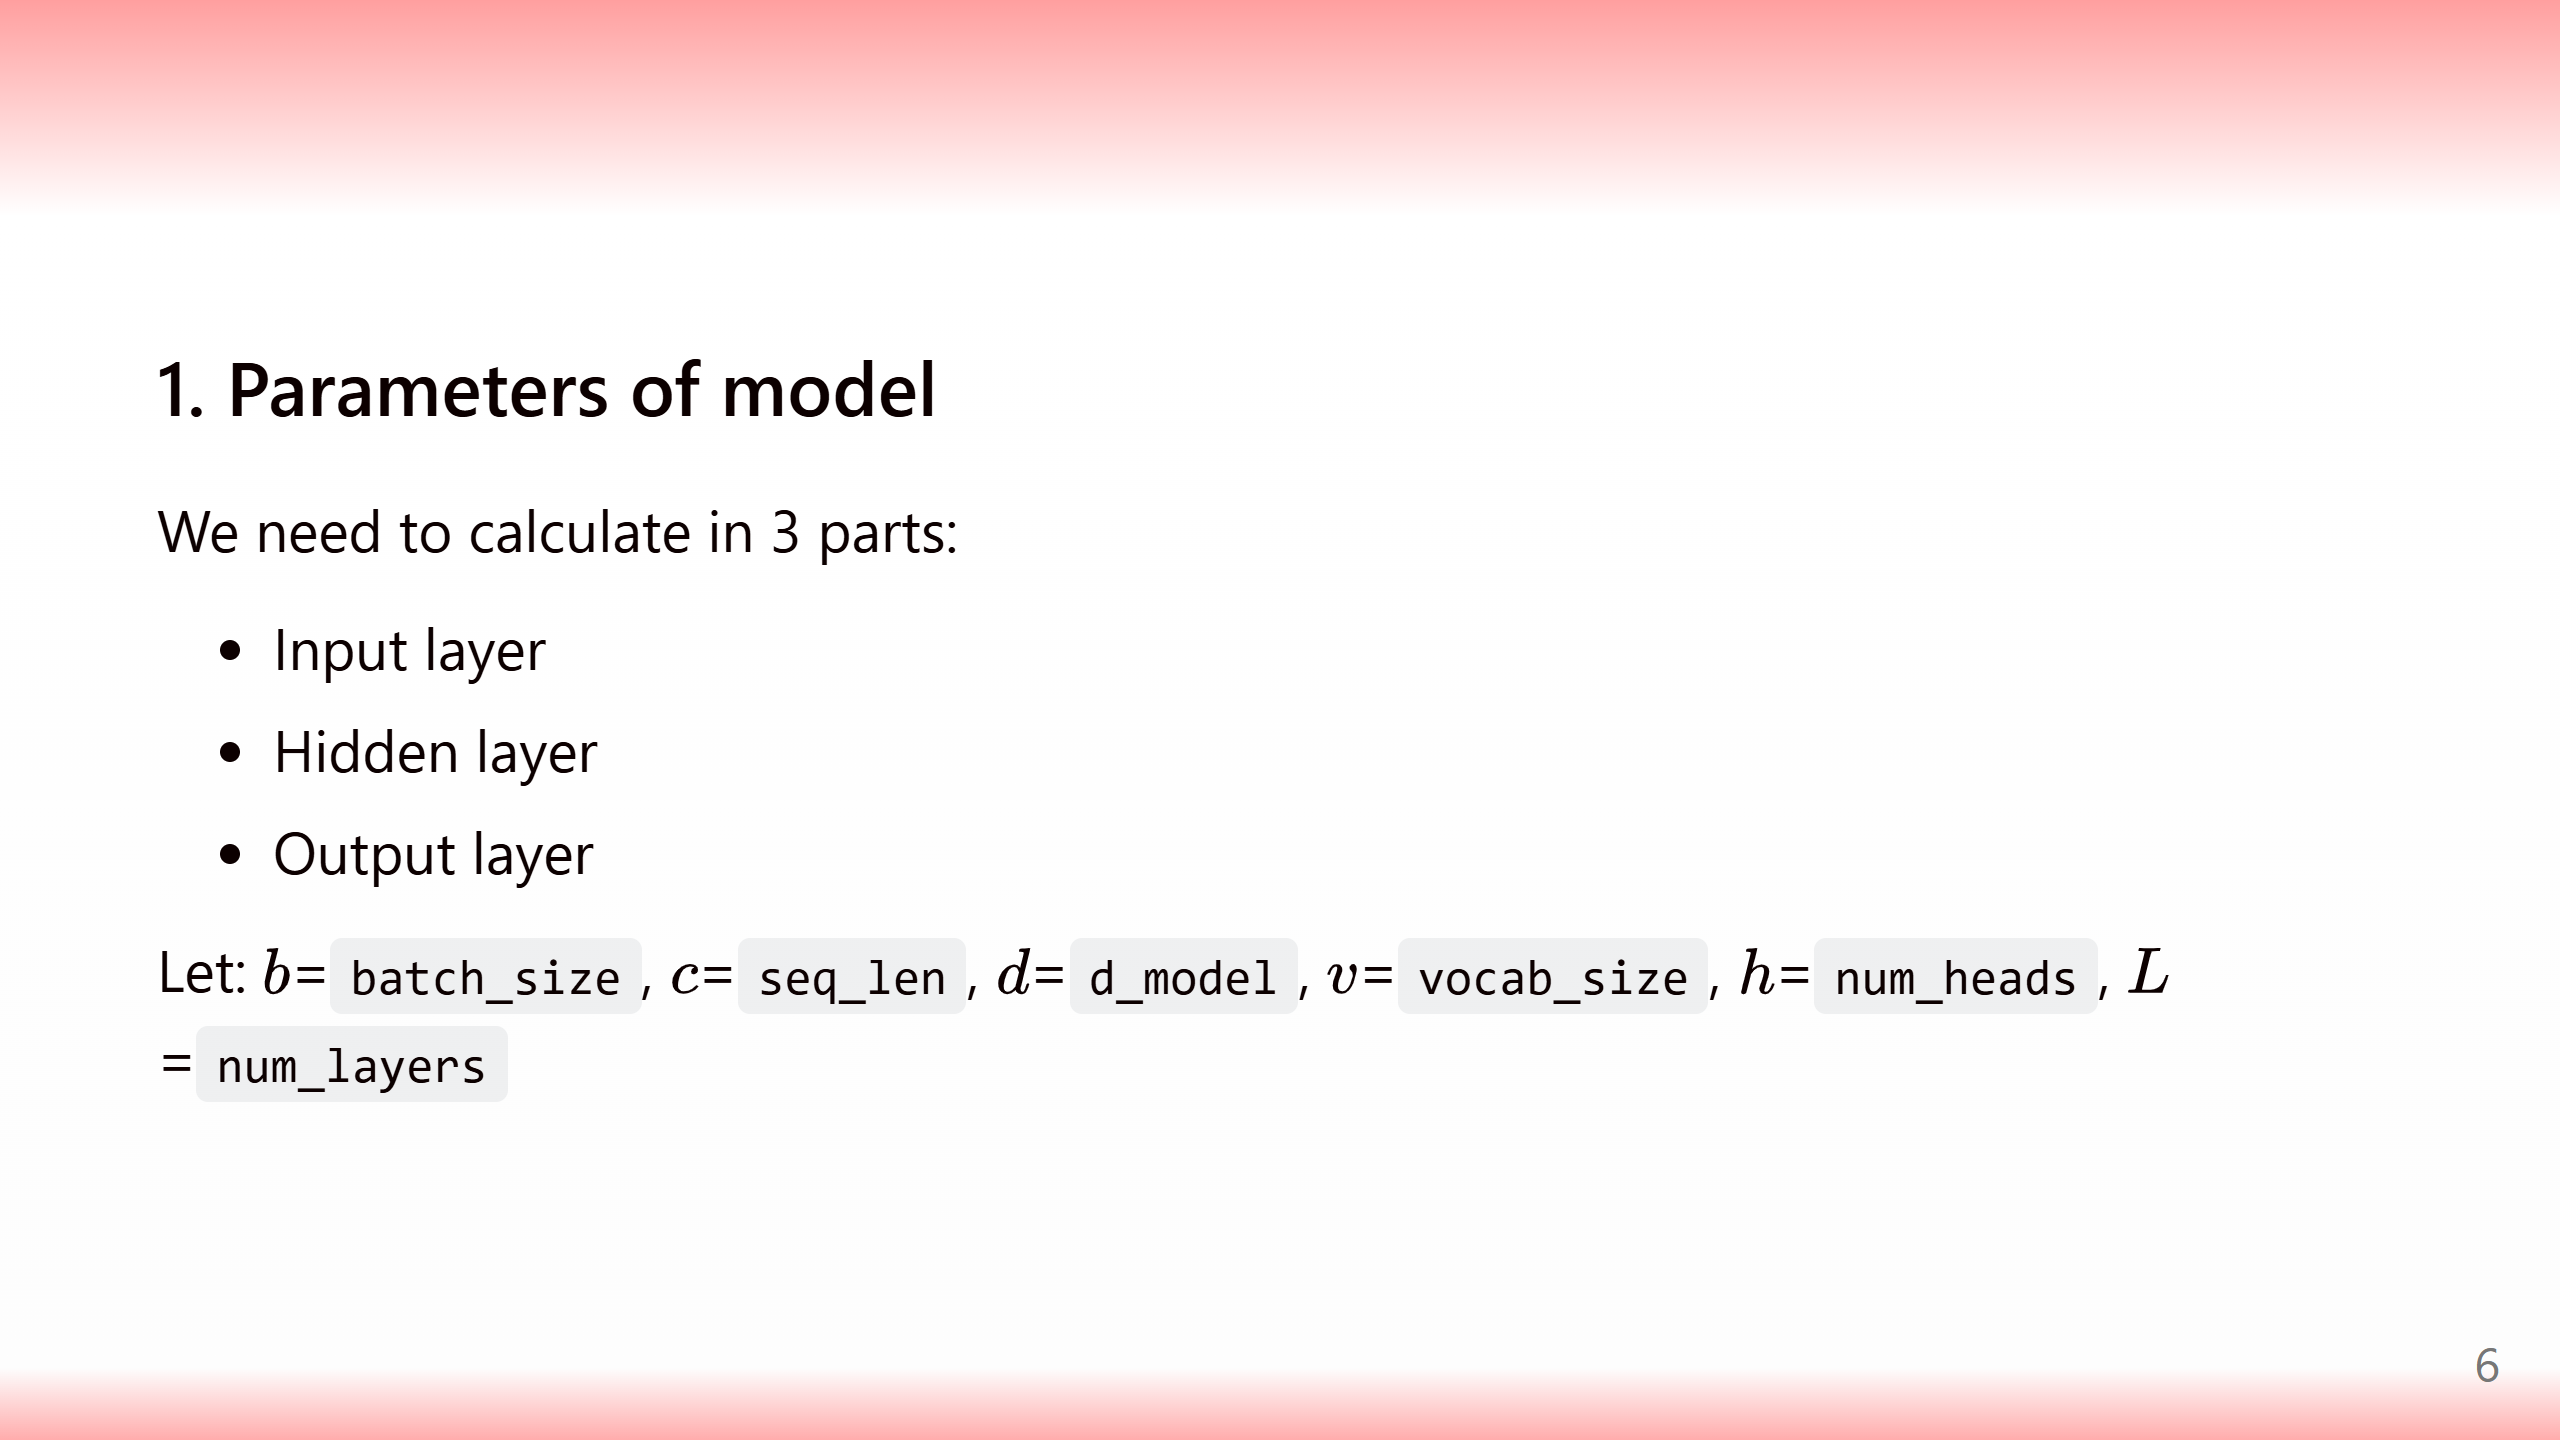 1. Parameters of model
We need to calculate in 3 parts:
• Input layer
• Hidden layer
• Output layer
Let: b= batch_size, c= seq_len, d= d_model, v= vocab_size, h= num_heads, L
= num_layers
6